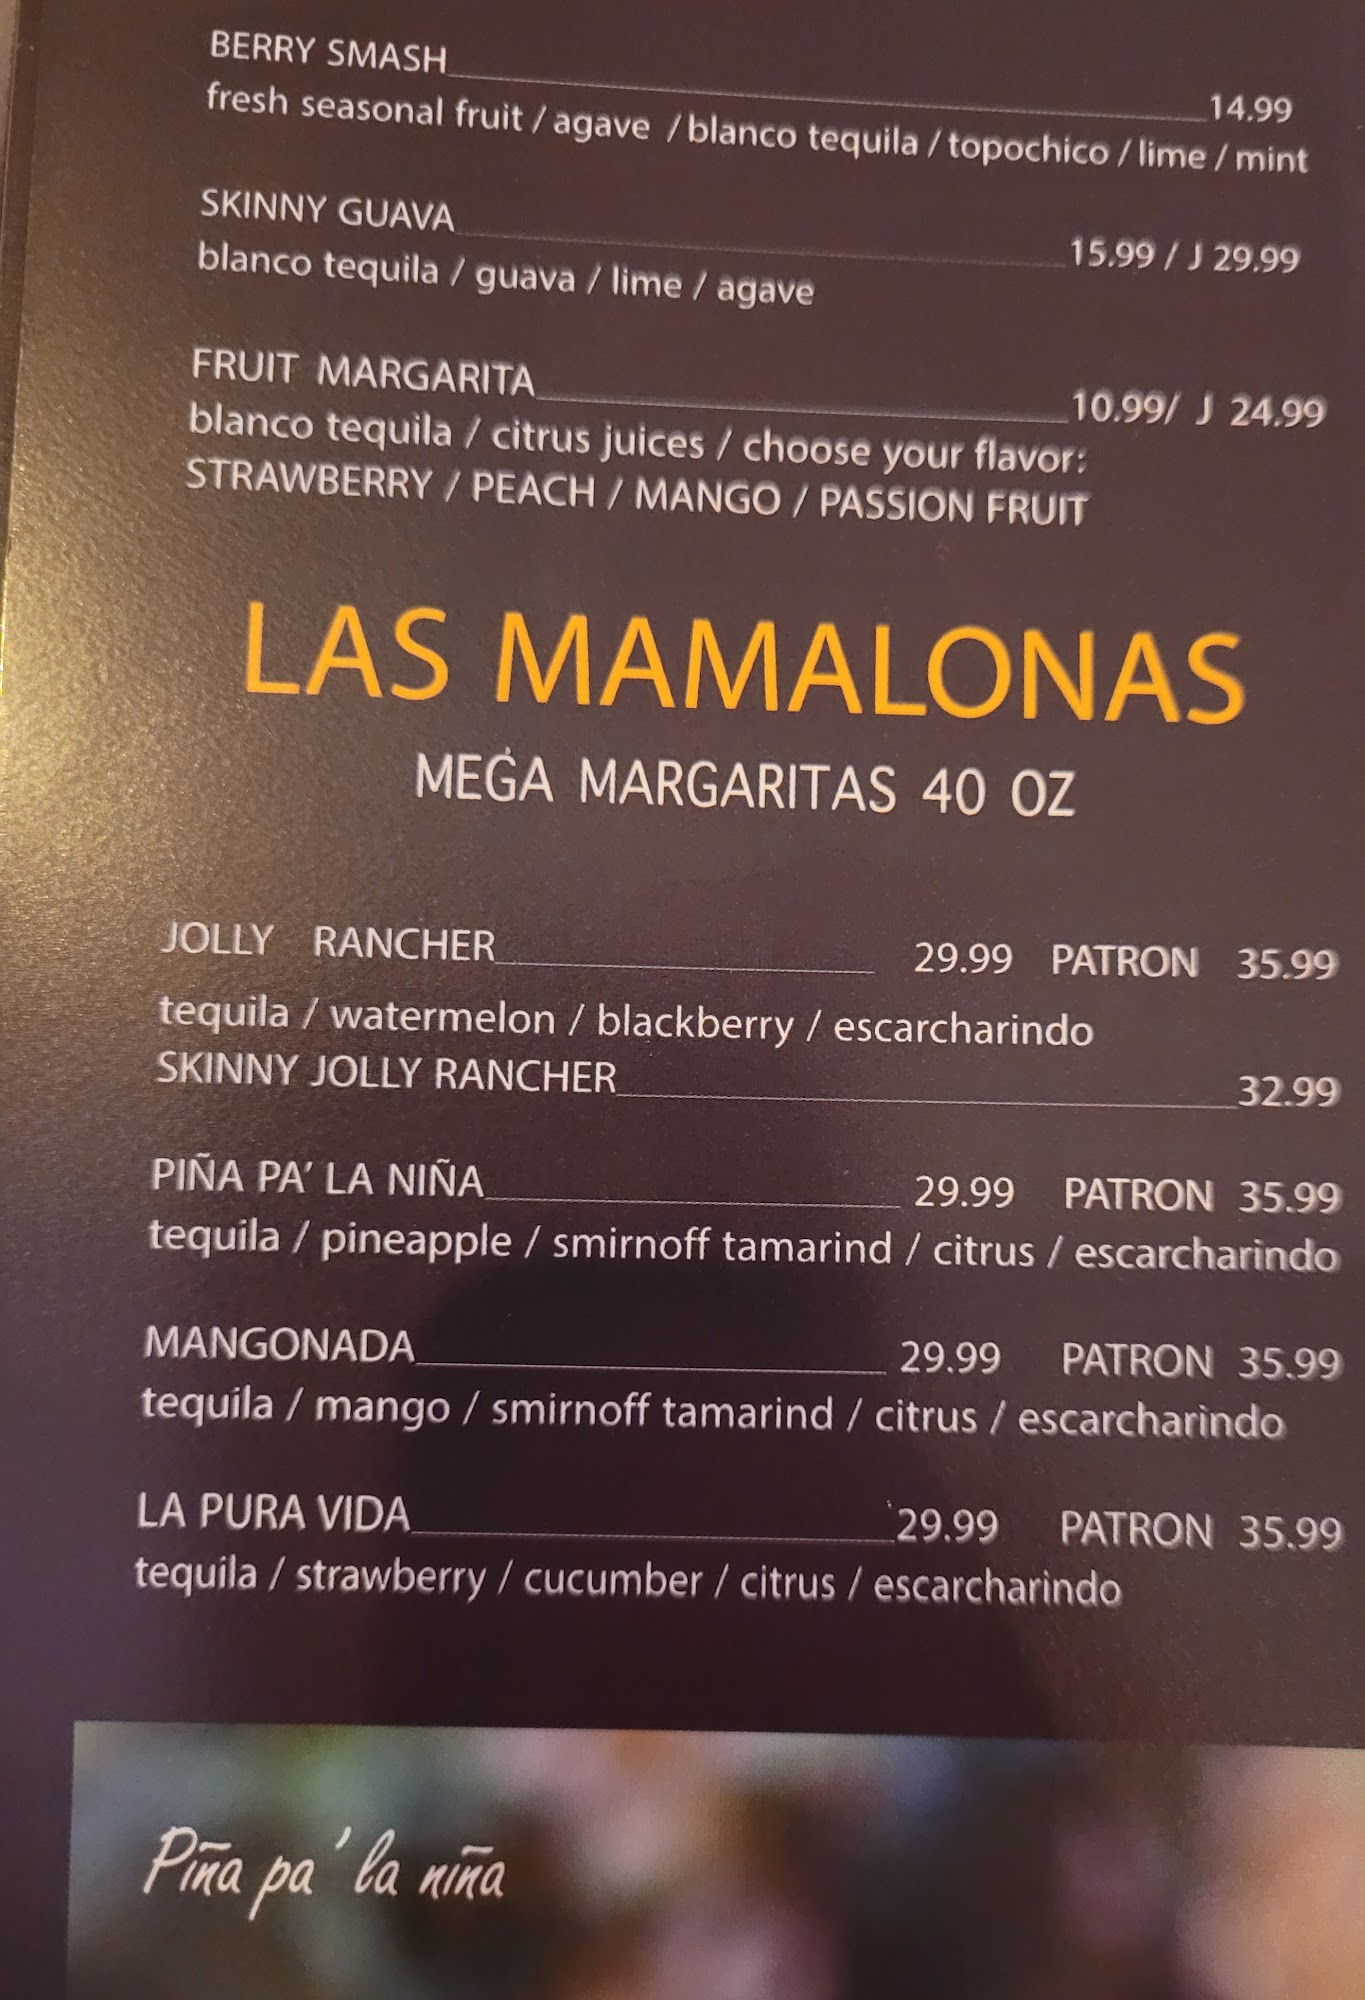 BERRY SMASH 14.99
fresh seasonal fruit / agave / blanco tequila / topochico / lime / mint
SKINNY GUAVA 15.99 / J 29.99
blanco tequila / guava / lime / agave
FRUIT MARGARITA 10.99/ J 24.99
blanco tequila / citrus juices / choose your flavor:
STRAWBERRY / PEACH / MANGO / PASSION FRUIT
LAS MAMALONAS
MEGA MARGARITAS 40 OZ
JOLLY RANCHER 29.99 PATRON 35.99
tequila / watermelon / blackberry / escarcharindo
SKINNY JOLLY RANCHER 32.99
PIÑA PA' LA NIÑA 29.99 PATRON 35.99
tequila / pineapple / smirnoff tamarind / citrus / escarcharindo
MANGONADA 29.99 PATRON 35.99
tequila / mango / smirnoff tamarind / citrus / escarcharindo
LA PURA VIDA 29.99 PATRON 35.99
tequila / strawberry / cucumber / citrus / escarcharindo
Piña pa' la niña